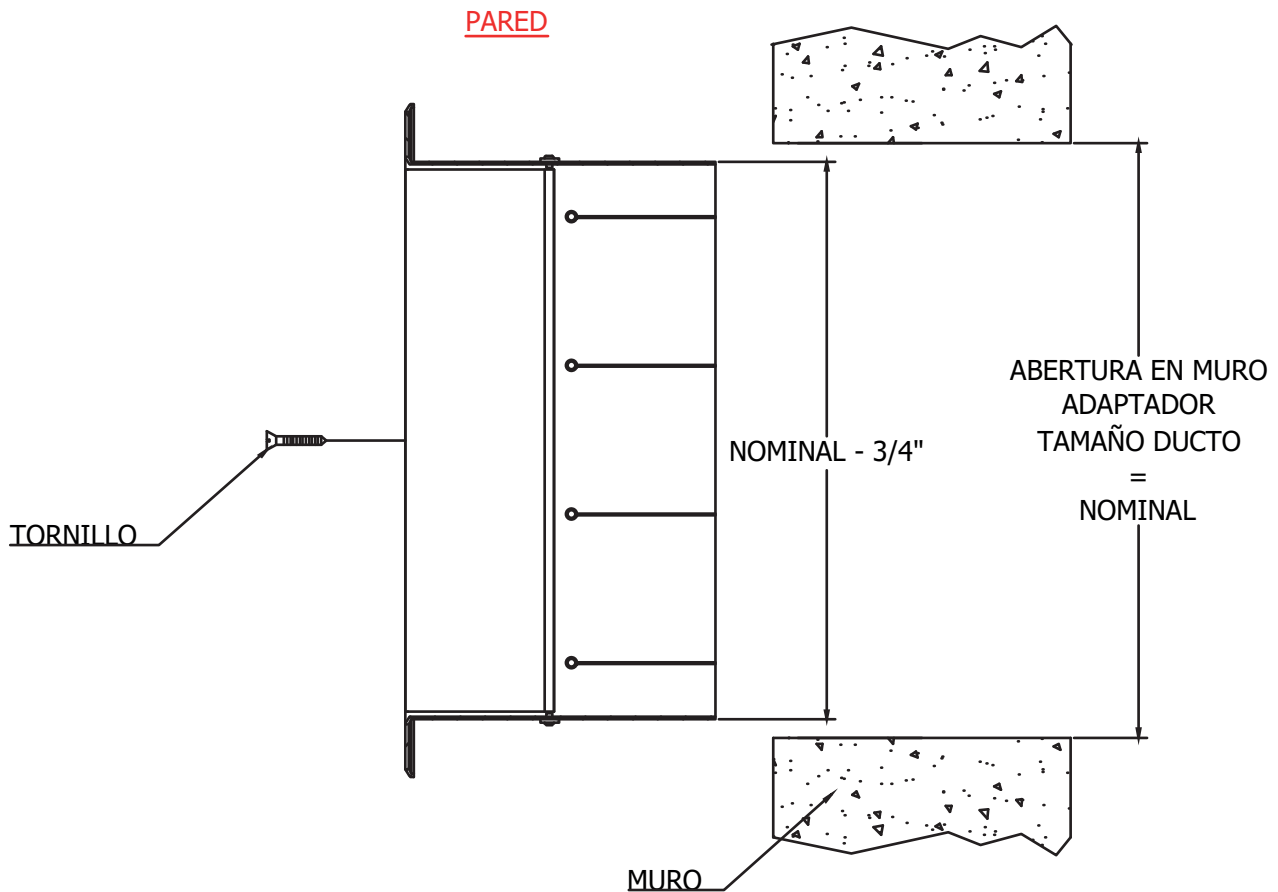 PARED
ABERTURA EN MURO
ADAPTADOR
TAMAÑO DUCTO
=
NOMINAL
NOMINAL - 3/4"
TORNILLO
MURO